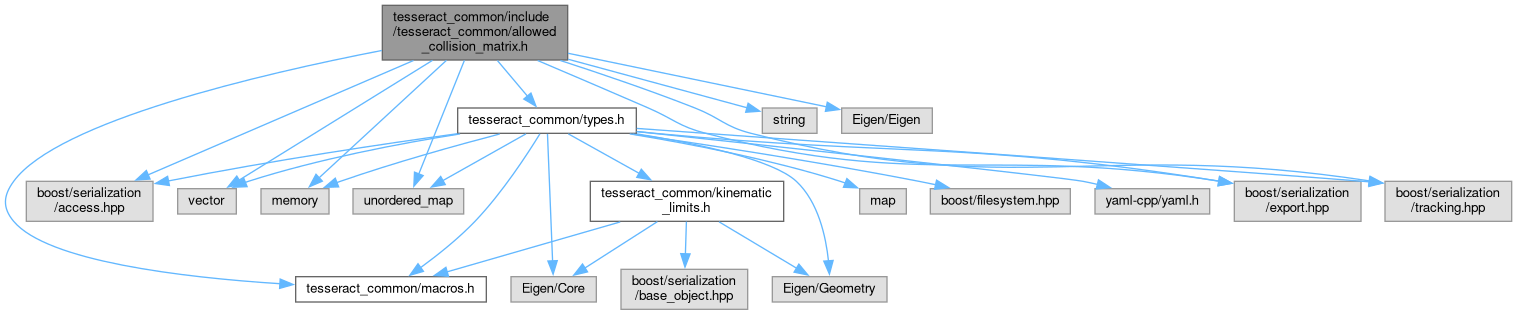 tesseract_common/include
/tesseract_common/allowed
_collision_matrix.h
tesseract_common/types.h
string
Eigen/Eigen
boost/serialization
/access.hpp
vector
memory
unordered_map
tesseract_common/kinematic
_limits.h
map
boost/filesystem.hpp
yaml-cpp/yaml.h
boost/serialization
/export.hpp
boost/serialization
/tracking.hpp
tesseract_common/macros.h
Eigen/Core
boost/serialization
/base_object.hpp
Eigen/Geometry